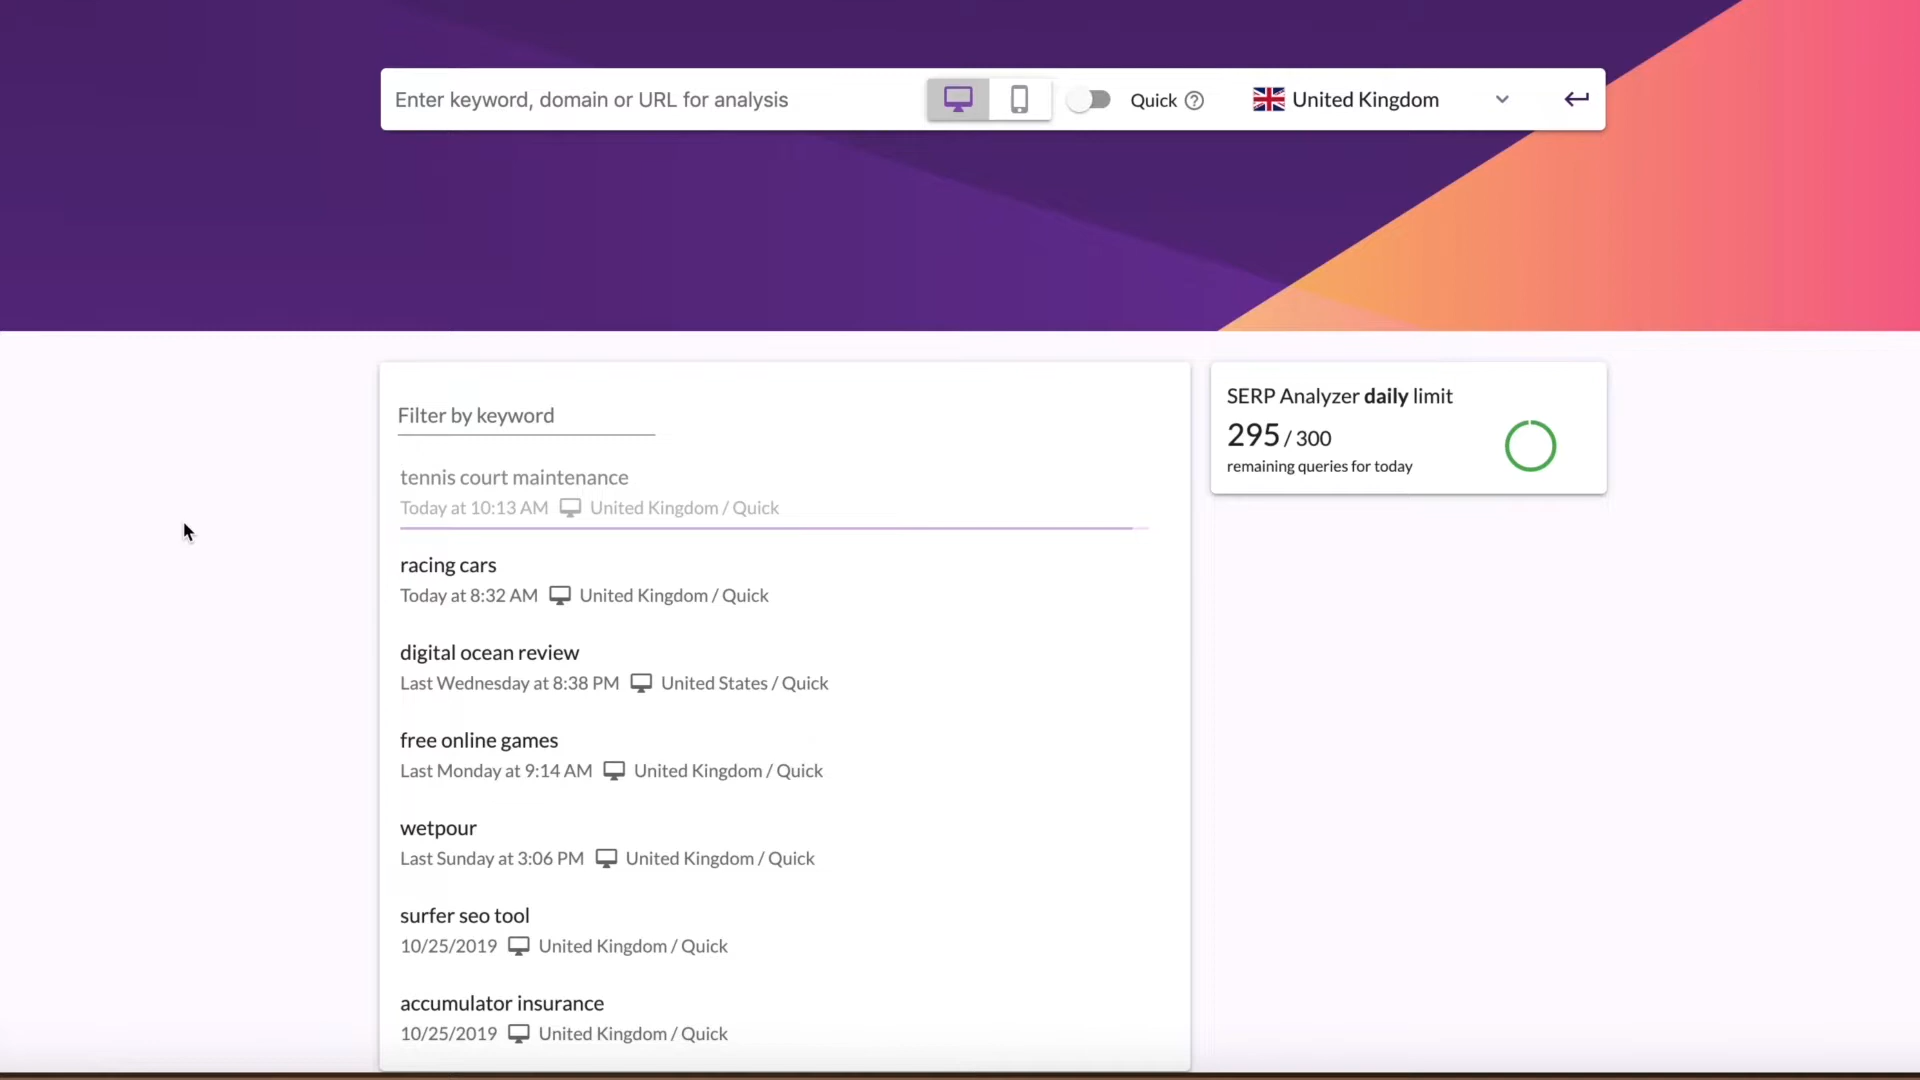 Enter keyword, domain or URL for analysis
Quick
United Kingdom
Filter by keyword
tennis court maintenance
Today at 10:13 AM United Kingdom / Quick
racing cars
Today at 8:32 AM United Kingdom / Quick
digital ocean review
Last Wednesday at 8:38 PM United States / Quick
free online games
Last Monday at 9:14 AM United Kingdom / Quick
wetpour
Last Sunday at 3:06 PM United Kingdom / Quick
surfer seo tool
10/25/2019 United Kingdom / Quick
accumulator insurance
10/25/2019 United Kingdom / Quick
SERP Analyzer daily limit
295 / 300
remaining queries for today